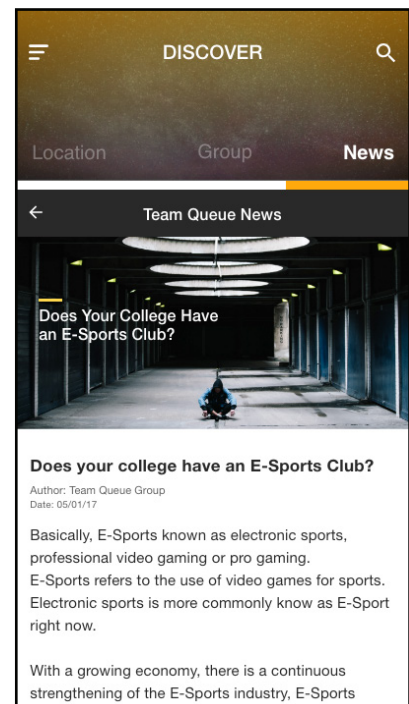 DISCOVER
Location Group News
Team Queue News
Does Your College Have
an E-Sports Club?
Does your college have an E-Sports Club?
Author: Team Queue Group
Date: 05/01/17
Basically, E-Sports known as electronic sports,
professional video gaming or pro gaming.
E-Sports refers to the use of video games for sports.
Electronic sports is more commonly know as E-Sport
right now.
With a growing economy, there is a continuous
strengthening of the E-Sports industry, E-Sports